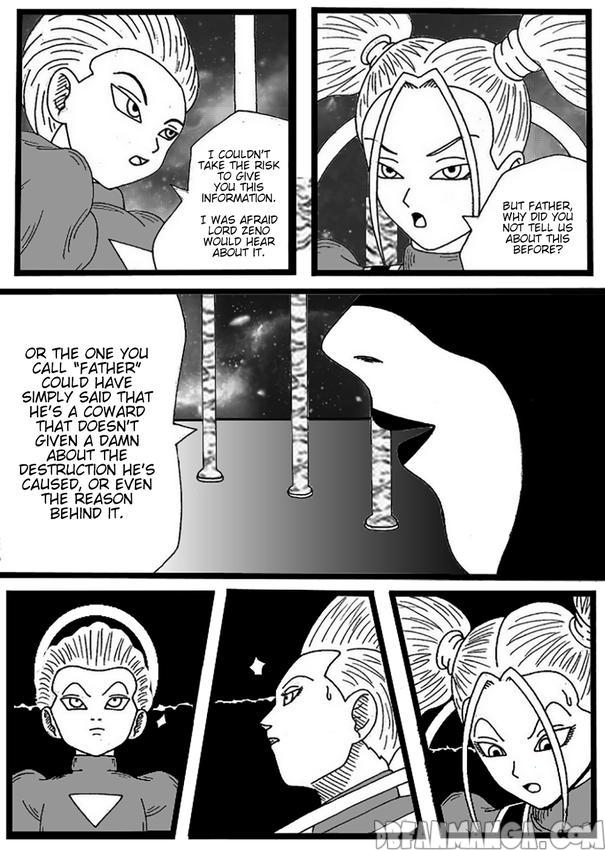 BUT FATHER,
WHY DID YOU
NOT TELL US
ABOUT THIS
BEFORE?
I COULDN'T
TAKE THE RISK
TO GIVE
YOU THIS
INFORMATION.
I WAS AFRAID
LORD ZENO
WOULD HEAR
ABOUT IT.
OR THE ONE YOU
CALL "FATHER"
COULD HAVE
SIMPLY SAID THAT
HE'S A COWARD
THAT DOESN'T
GIVEN A DAMN
ABOUT THE
DESTRUCTION HE'S
CAUSED, OR EVEN
THE REASON
BEHIND IT.
DBFANMANGA.COM